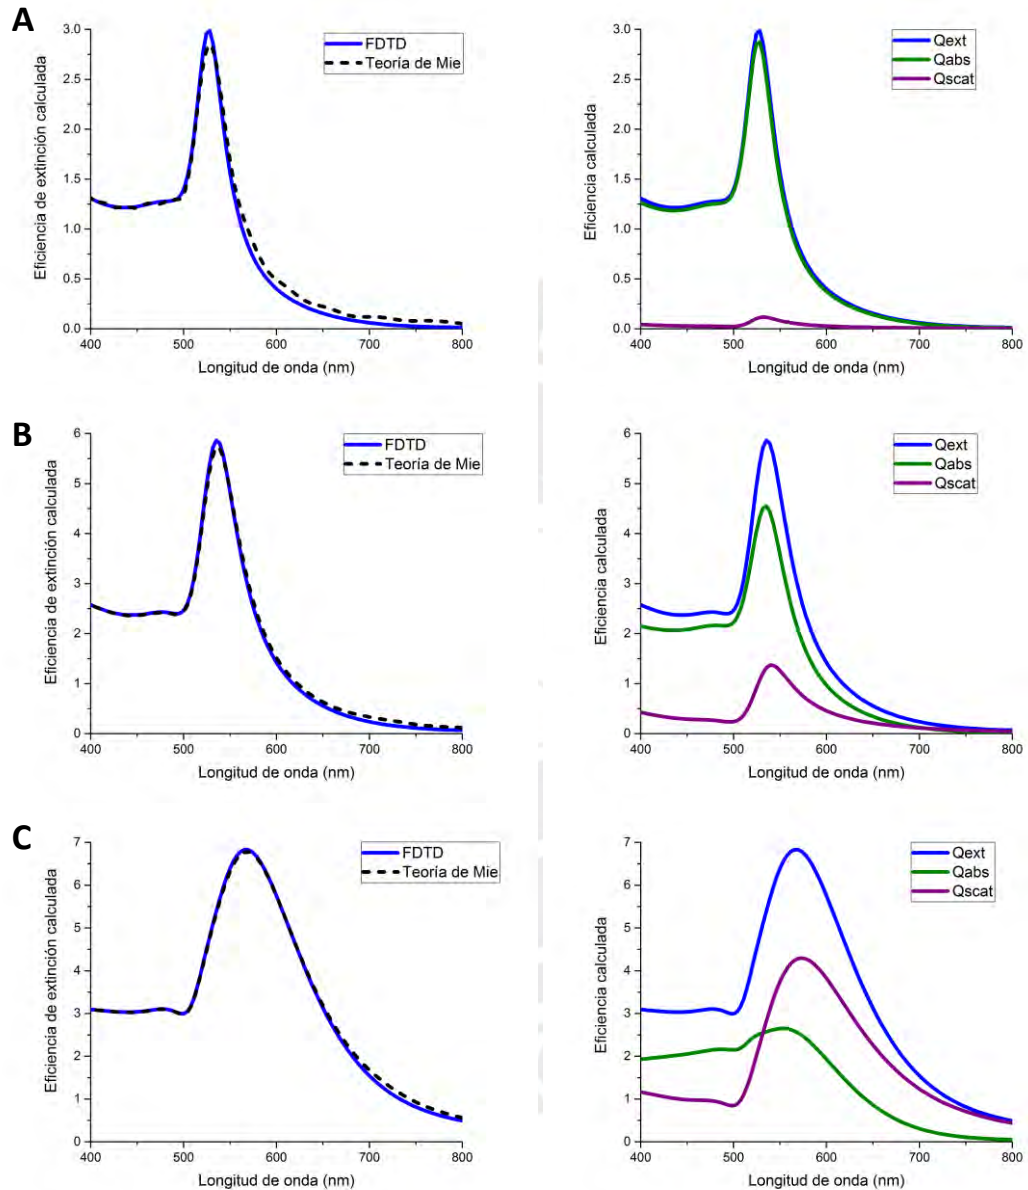 A
Eficiencia de extinción calculada
3.0
2.5
2.0
1.5
1.0
0.5
0.0
FDTD
Teoría de Mie
400 500 600 700 800
Longitud de onda (nm)
Eficiencia calculada
3.0
2.5
2.0
1.5
1.0
0.5
0.0
Qext
Qabs
Qscat
400 500 600 700 800
Longitud de onda (nm)
B
Eficiencia de extinción calculada
6
5
4
3
2
1
0
FDTD
Teoría de Mie
400 500 600 700 800
Longitud de onda (nm)
Eficiencia calculada
6
5
4
3
2
1
0
Qext
Qabs
Qscat
400 500 600 700 800
Longitud de onda (nm)
C
Eficiencia de extinción calculada
7
6
5
4
3
2
1
0
FDTD
Teoría de Mie
400 500 600 700 800
Longitud de onda (nm)
Eficiencia calculada
7
6
5
4
3
2
1
0
Qext
Qabs
Qscat
400 500 600 700 800
Longitud de onda (nm)